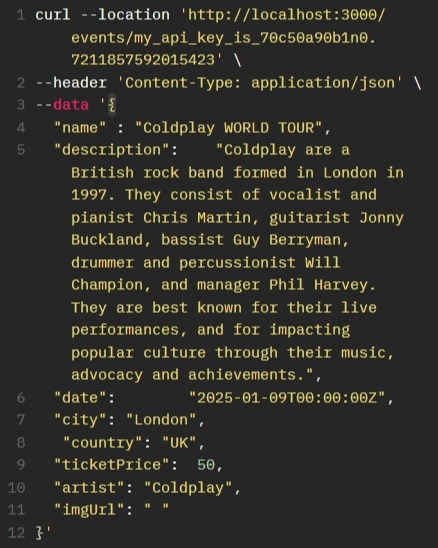 1 curl --location 'http://localhost:3000/
events/my_api_key_is_70c50a90b1n0.
7211857592015423' \
2 --header 'Content-Type: application/json' \
3 --data '{
4 "name" : "Coldplay WORLD TOUR",
5 "description":    "Coldplay are a
British rock band formed in London in
1997. They consist of vocalist and
pianist Chris Martin, guitarist Jonny
Buckland, bassist Guy Berryman,
drummer and percussionist Will
Champion, and manager Phil Harvey.
They are best known for their live
performances, and for impacting
popular culture through their music,
advocacy and achievements.",
6 "date":        "2025-01-09T00:00:00Z",
7 "city": "London",
8  "country": "UK",
9 "ticketPrice":  50,
10 "artist": "Coldplay",
11 "imgUrl": " "
12 }'